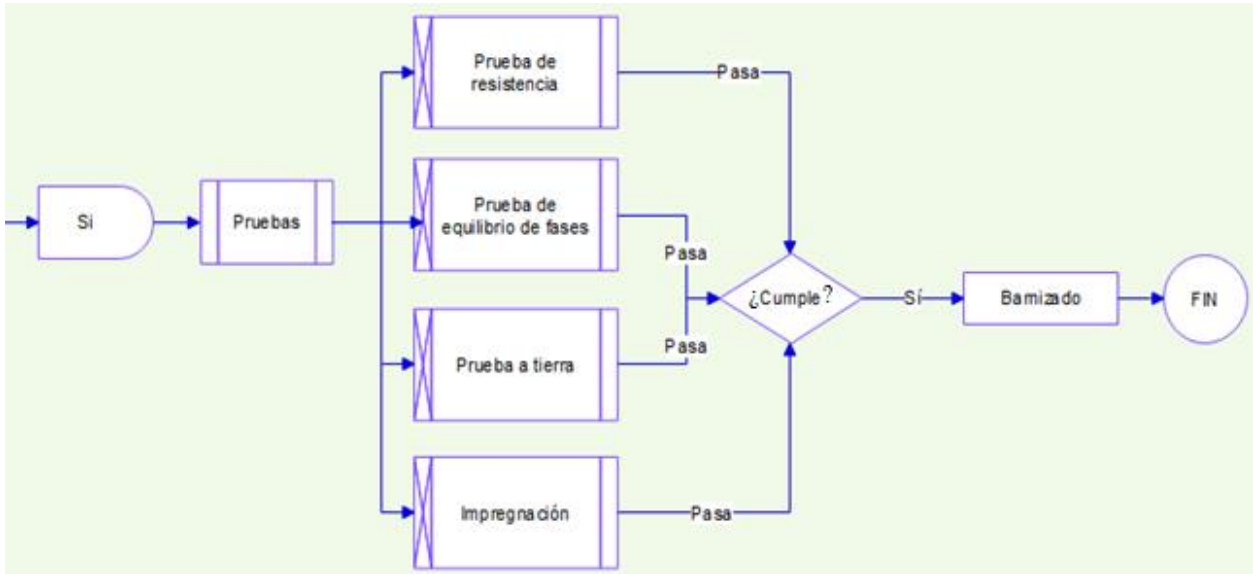 Si
Pruebas
Prueba de
resistencia
Pasa
Prueba de
equilibrio de fases
Pasa
Prueba a tierra
Pasa
Impregnación
Pasa
¿Cumple?
Sí
Barnizado
FIN